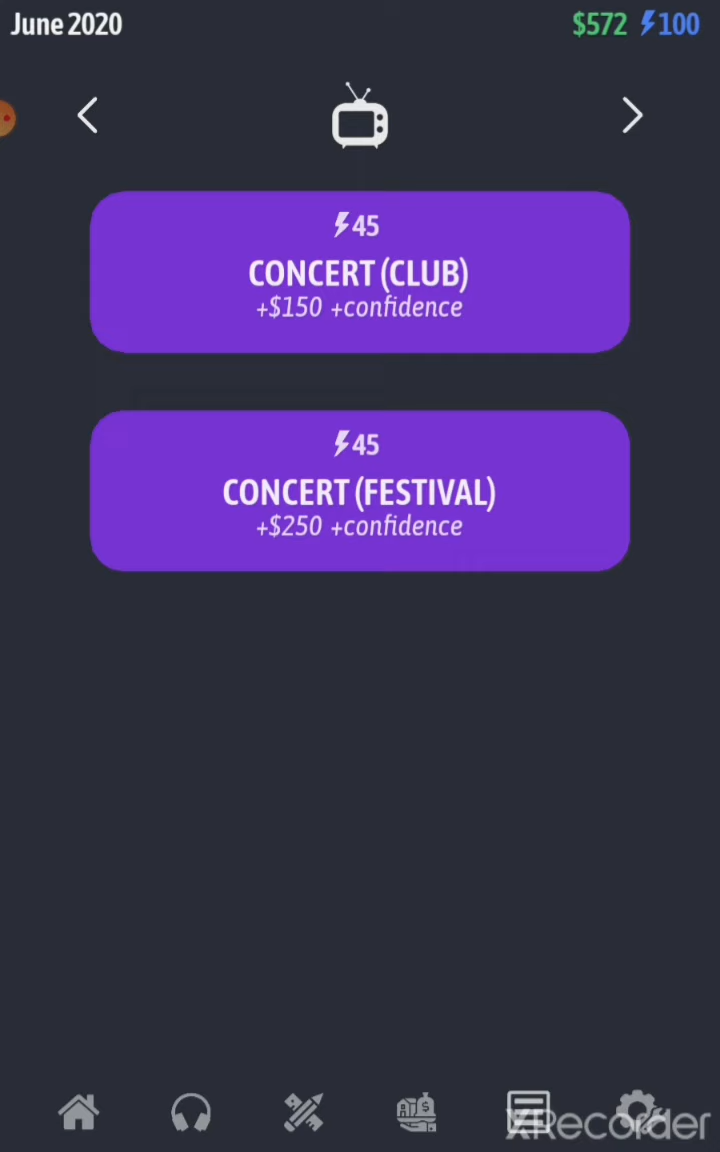 June 2020 $572 100
45
CONCERT (CLUB)
+$150 +confidence
45
CONCERT (FESTIVAL)
+$250 +confidence
XRecorder